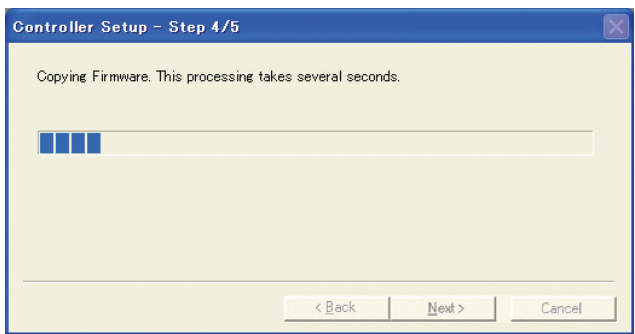 Controller Setup - Step 4/5
Copying Firmware. This processing takes several seconds.
< Back
Next >
Cancel